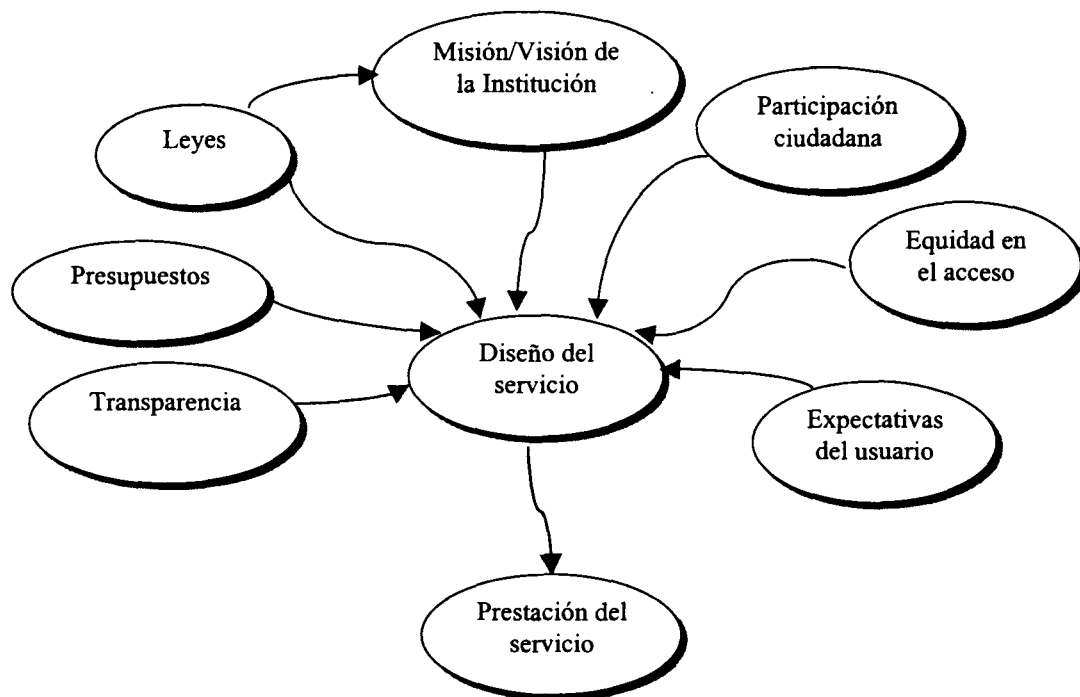 Misión/Visión de
la Institución
Participación
ciudadana
Leyes
Equidad en
el acceso
Presupuestos
Diseño del
servicio
Transparencia
Expectativas
del usuario
Prestación del
servicio